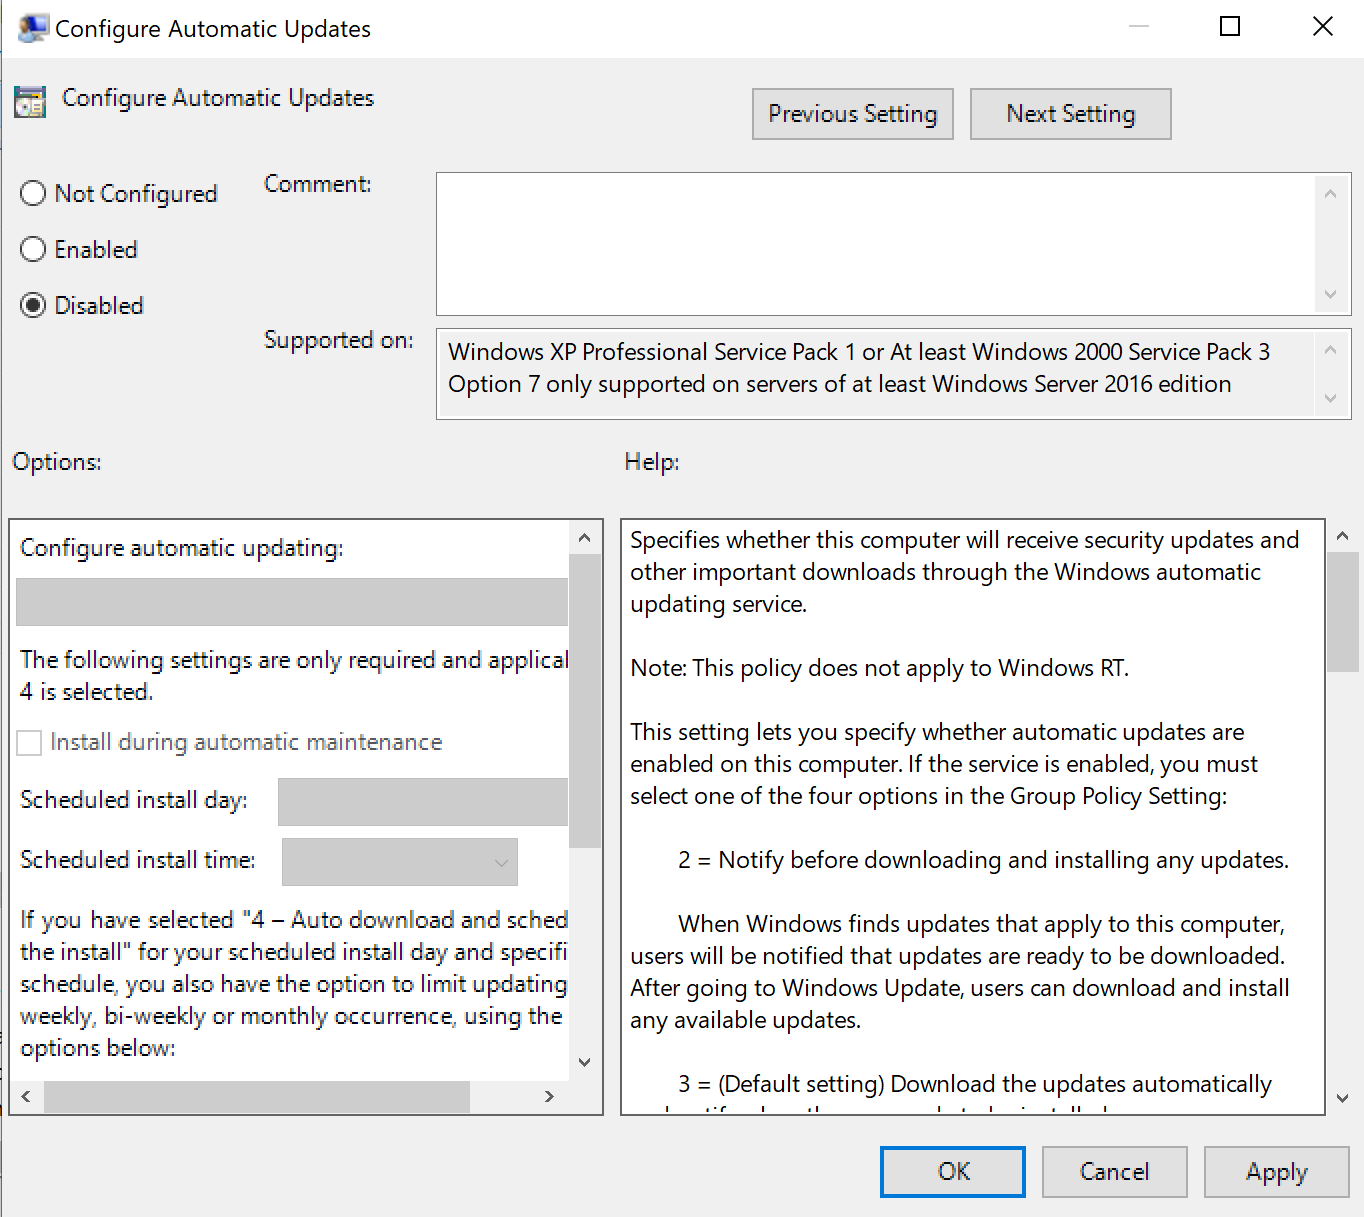 Configure Automatic Updates
Configure Automatic Updates
Previous Setting
Next Setting
Not Configured
Enabled
Disabled
Comment:
Supported on:
Windows XP Professional Service Pack 1 or At least Windows 2000 Service Pack 3
Option 7 only supported on servers of at least Windows Server 2016 edition
Options:
Help:
Configure automatic updating:
The following settings are only required and applical
4 is selected.
Install during automatic maintenance
Scheduled install day:
Scheduled install time:
If you have selected "4 – Auto download and sched
the install" for your scheduled install day and specifi
schedule, you also have the option to limit updating
weekly, bi-weekly or monthly occurrence, using the
options below:
Specifies whether this computer will receive security updates and
other important downloads through the Windows automatic
updating service.
Note: This policy does not apply to Windows RT.
This setting lets you specify whether automatic updates are
enabled on this computer. If the service is enabled, you must
select one of the four options in the Group Policy Setting:
2 = Notify before downloading and installing any updates.
When Windows finds updates that apply to this computer,
users will be notified that updates are ready to be downloaded.
After going to Windows Update, users can download and install
any available updates.
3 = (Default setting) Download the updates automatically
OK
Cancel
Apply